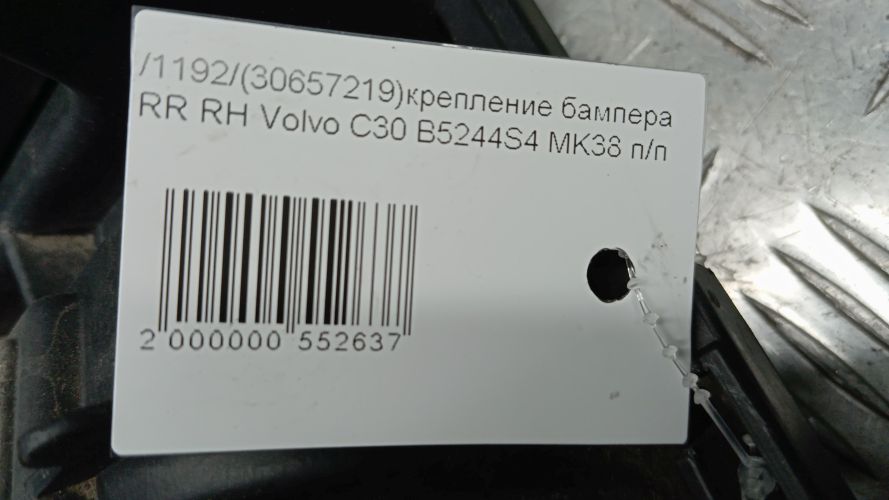 /1192/(30657219)крепление бампера
RR RH Volvo C30 B5244S4 MK38 п/п
2 000000 552637